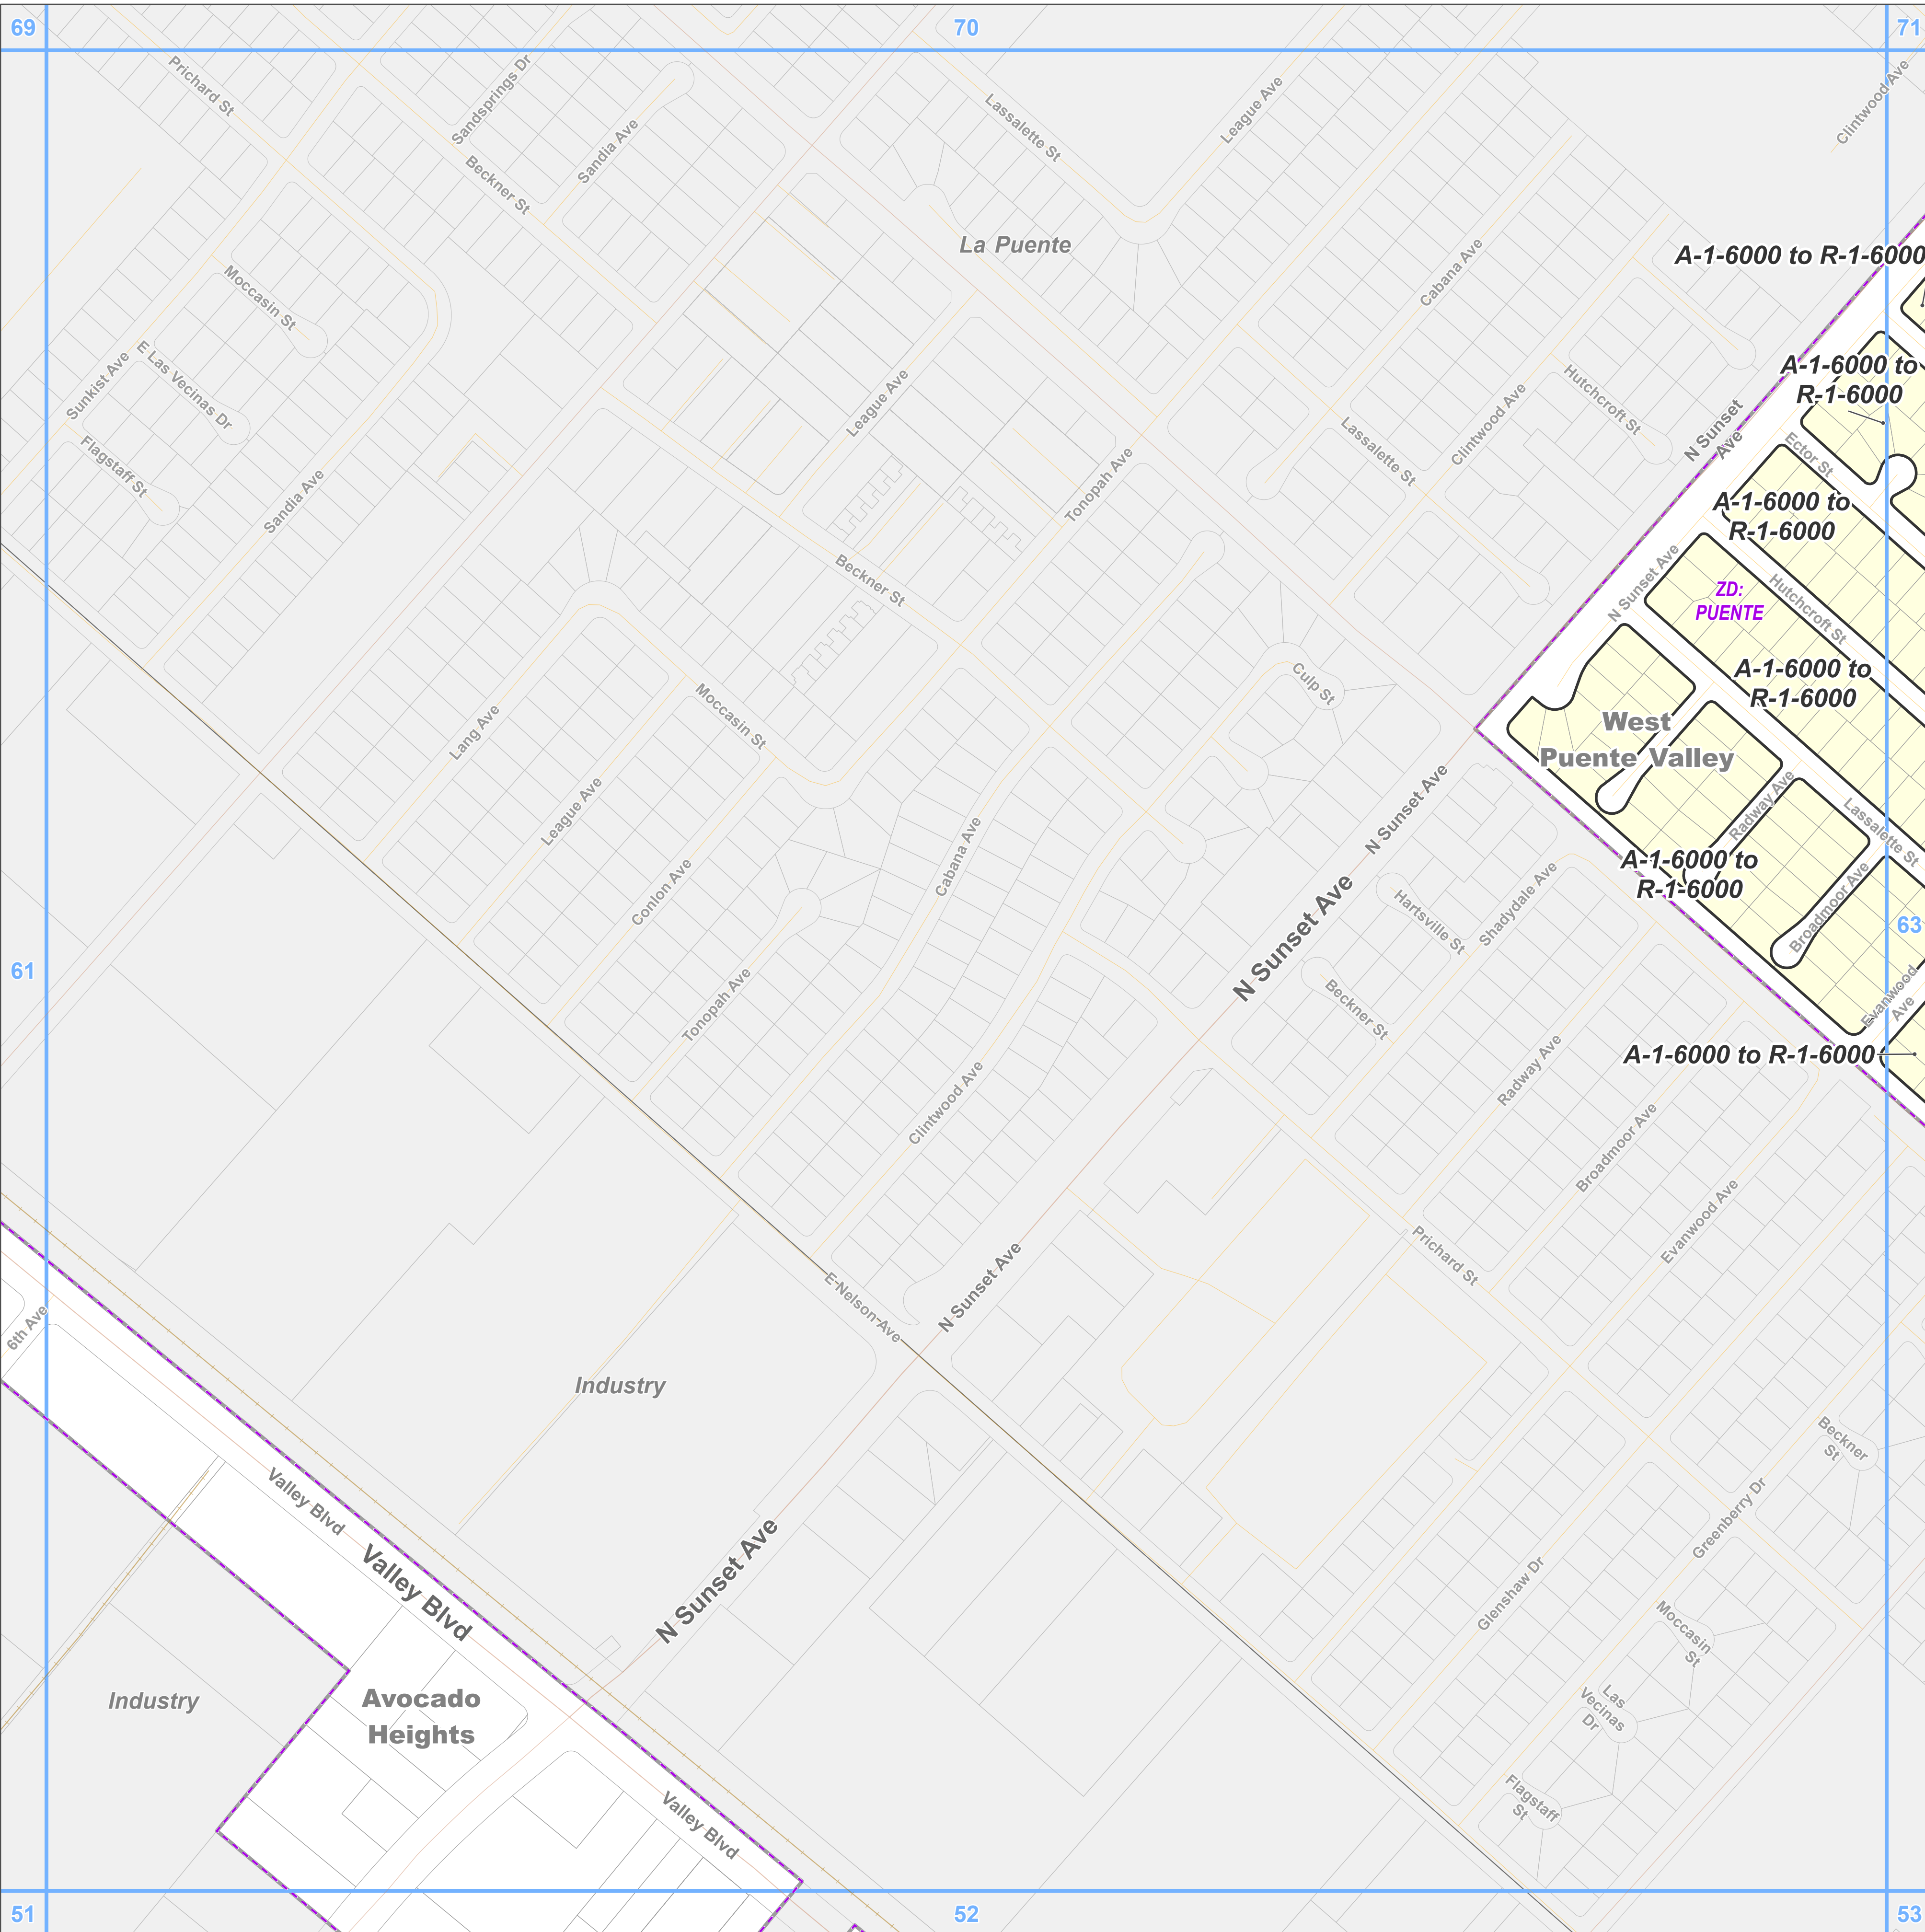 69
70
71
Prichard St
Sandsprings Dr
Sandia Ave
Beckner St
Lassalette St
League Ave
Clintwood Ave
La Puente
A-1-6000 to R-1-6000
Moccasin St
E Las Vecinas Dr
Sunkist Ave
Flagstaff St
Sandia Ave
League Ave
Cabana Ave
Hutchcroft St
Clintwood Ave
Lassalette St
Tonopah Ave
N Sunset
Ave
A-1-6000 to
R-1-6000
Ector St
A-1-6000 to
R-1-6000
Beckner St
N Sunset Ave
ZD:
PUENTE
Hutchcroft St
A-1-6000 to
R-1-6000
West
Puente Valley
Culp St
Moccasin St
Lang Ave
League Ave
Conlon Ave
Cabana Ave
N Sunset Ave
Radway Ave
Lassalette St
A-1-6000 to
R-1-6000
Broadmoor Ave
N Sunset Ave
Hartsville St
Shadydale Ave
63
61
Tonopah Ave
Beckner St
Evanwood
Ave
A-1-6000 to R-1-6000
Clintwood Ave
Radway Ave
Broadmoor Ave
Evanwood Ave
Prichard St
N Sunset Ave
E Nelson Ave
6th Ave
Industry
Beckner
St
Valley Blvd
Valley Blvd
N Sunset Ave
Greenberry Dr
Glenshaw Dr
Moccasin
St
Industry
Avocado
Heights
Las
Vecinas
Dr
Flagstaff
St
Valley Blvd
51
52
53